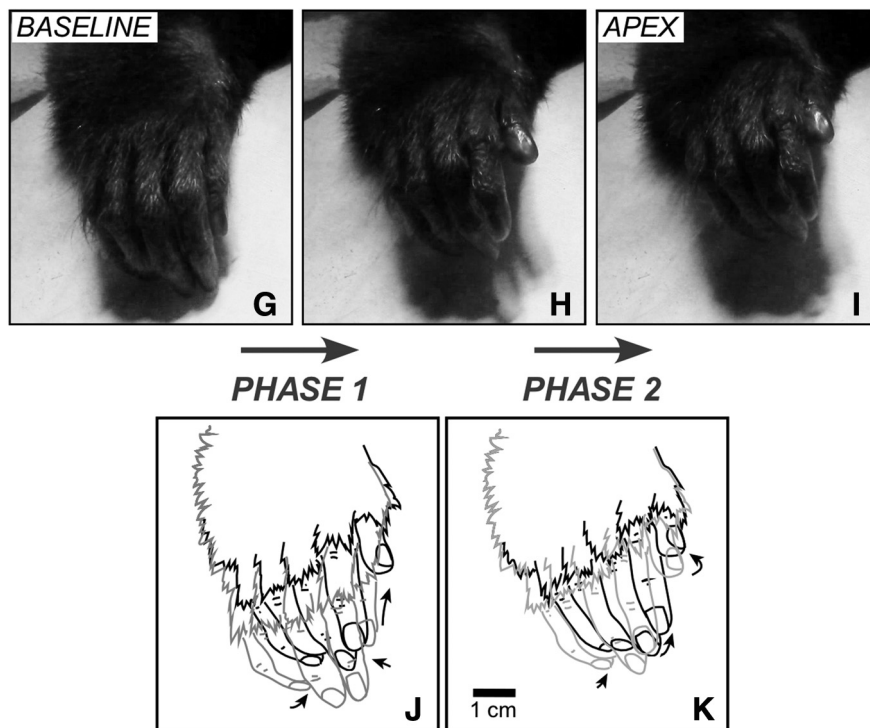 BASELINE
APEX
G
H
I
PHASE 1
PHASE 2
J
K
1 cm